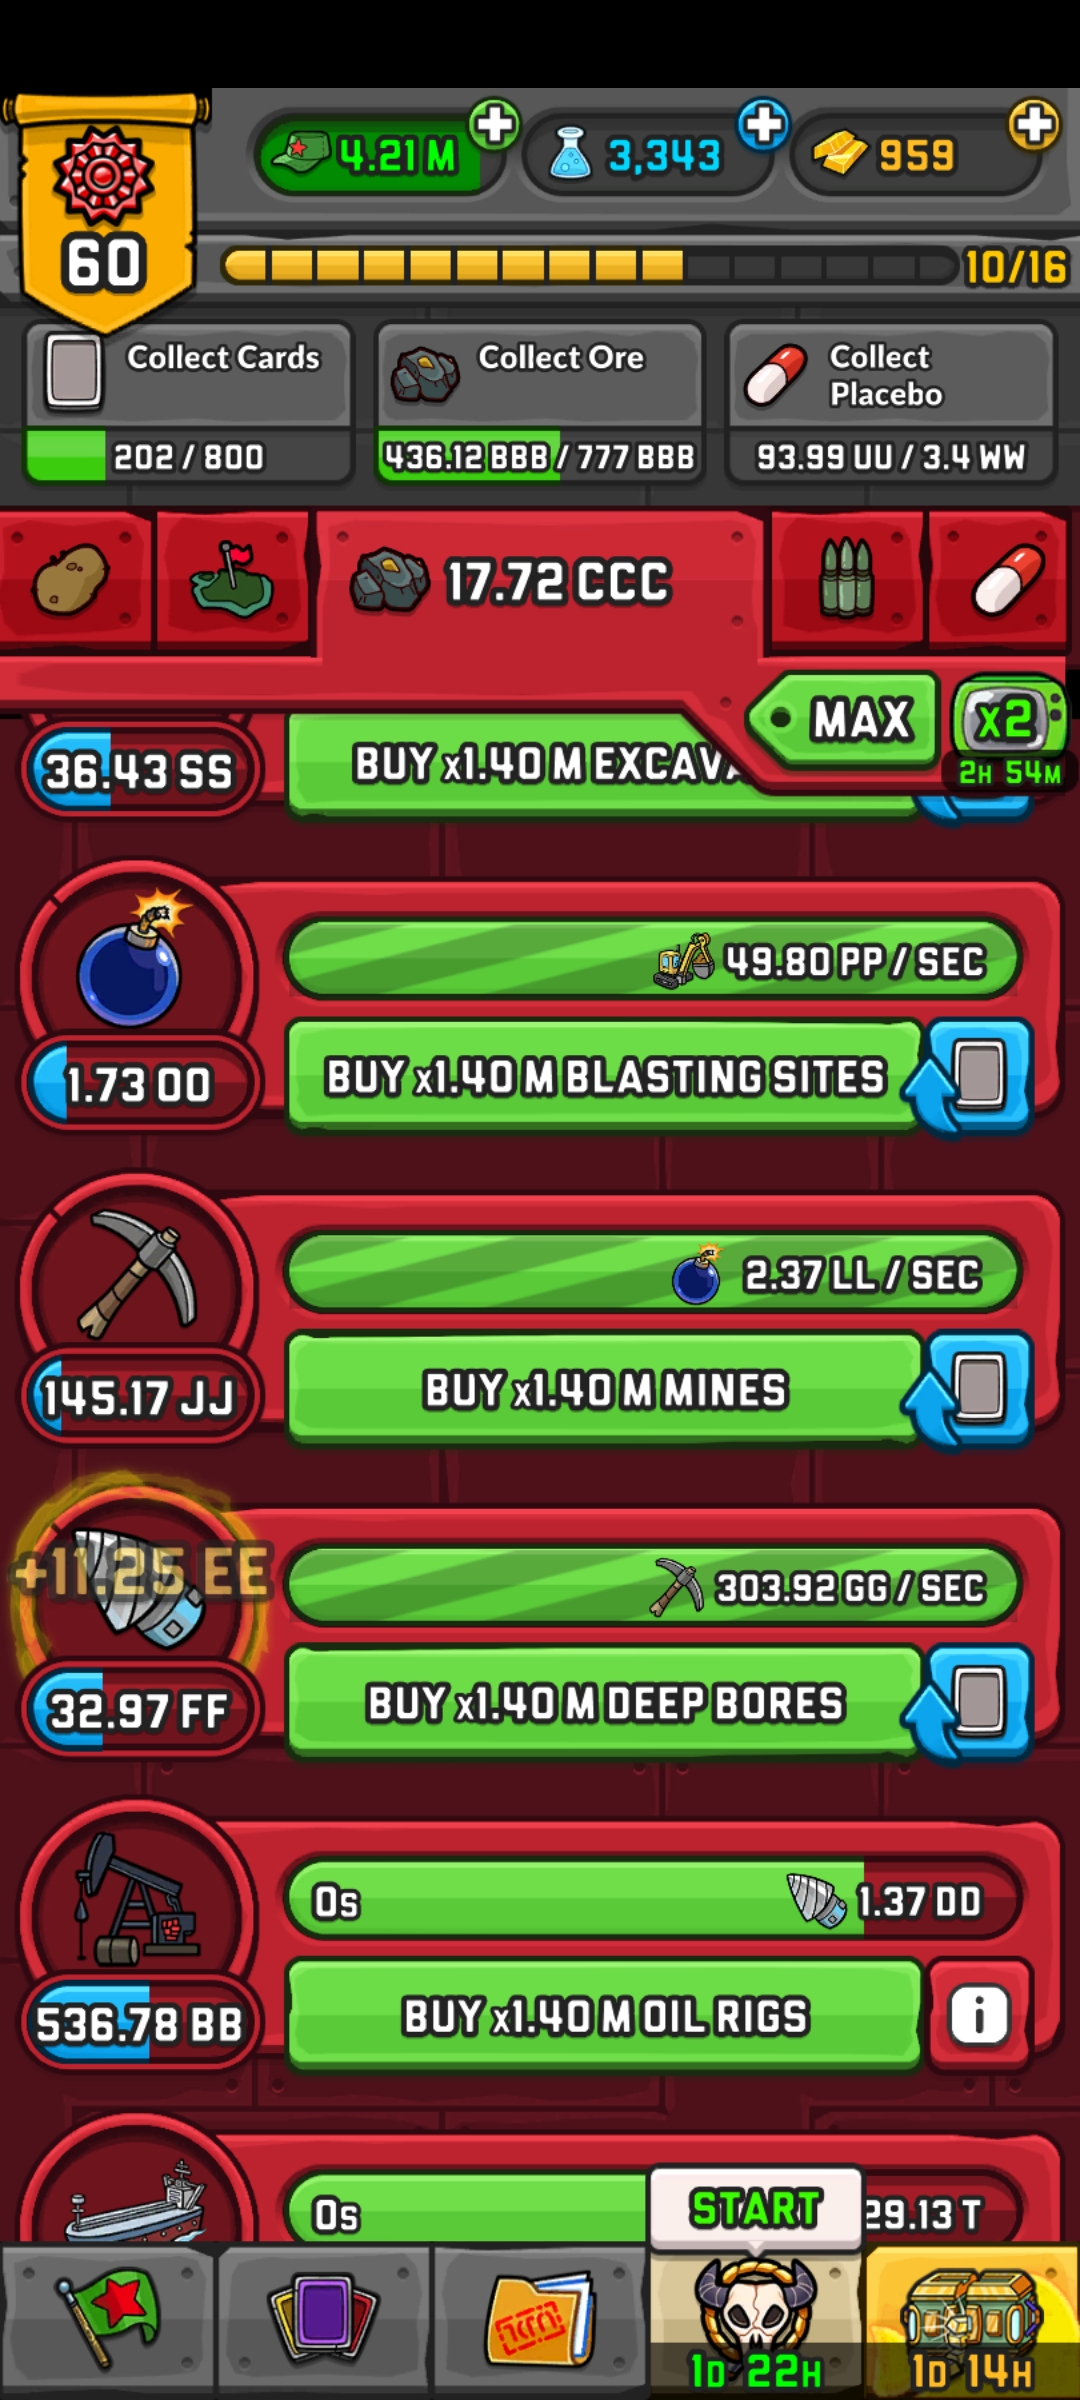 4.21 M
3,343
959
60
10/16
Collect Cards
Collect Ore
Collect
Placebo
202 / 800
436.12 BBB / 777 BBB
93.99 UU / 3.4 WW
17.72 CCC
MAX
x2
2H 54M
36.43 SS
BUY x1.40 M EXCAVA
49.80 PP / SEC
1.73 OO
BUY x1.40 M BLASTING SITES
2.37 LL / SEC
145.17 JJ
BUY x1.40 M MINES
+11.25 EE
303.92 GG / SEC
32.97 FF
BUY x1.40 M DEEP BORES
0s
1.37 DD
536.78 BB
BUY x1.40 M OIL RIGS
i
0s
START
29.13 T
1D 22H
1D 14H